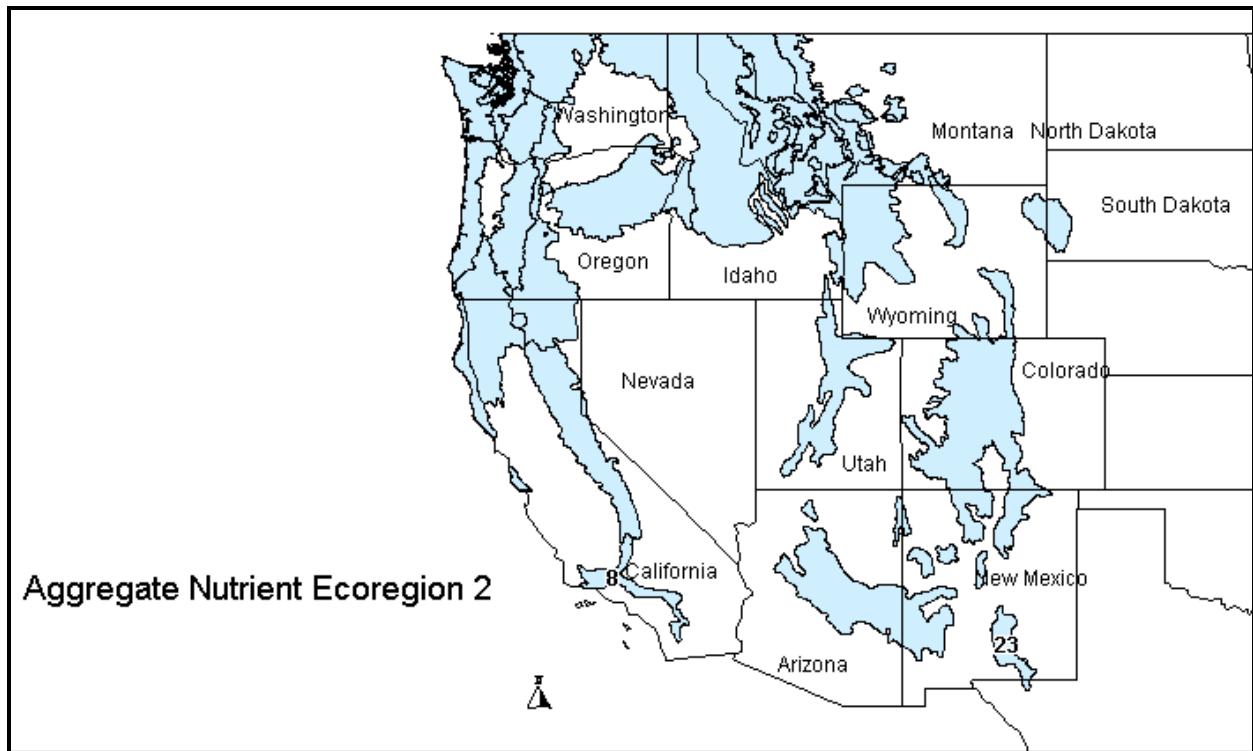 Washington
Montana
North Dakota
South Dakota
Oregon
Idaho
Wyoming
Nevada
Colorado
Utah
8
California
New Mexico
Aggregate Nutrient Ecoregion 2
23
Arizona
N